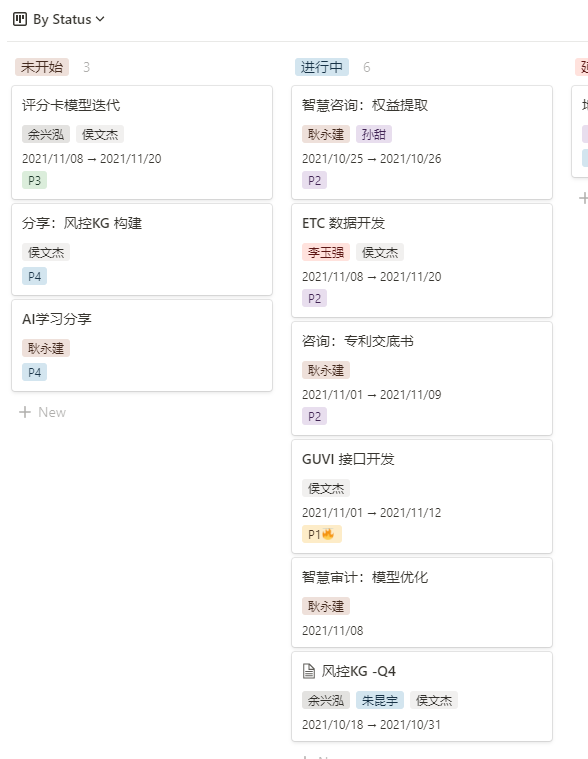 By Status
未开始 3
评分卡模型迭代
余兴泓 侯文杰
2021/11/08 → 2021/11/20
P3
分享：风控KG 构建
侯文杰
P4
AI学习分享
耿永建
P4
New
进行中 6
智慧咨询：权益提取
耿永建 孙甜
2021/10/25 → 2021/10/26
P2
ETC 数据开发
李玉强 侯文杰
2021/11/08 → 2021/11/20
P2
咨询：专利交底书
耿永建
2021/11/01 → 2021/11/09
P2
GUVI 接口开发
侯文杰
2021/11/01 → 2021/11/12
P1🔥
智慧审计：模型优化
耿永建
2021/11/08
风控KG -Q4
余兴泓 朱昆宇 侯文杰
2021/10/18 → 2021/10/31